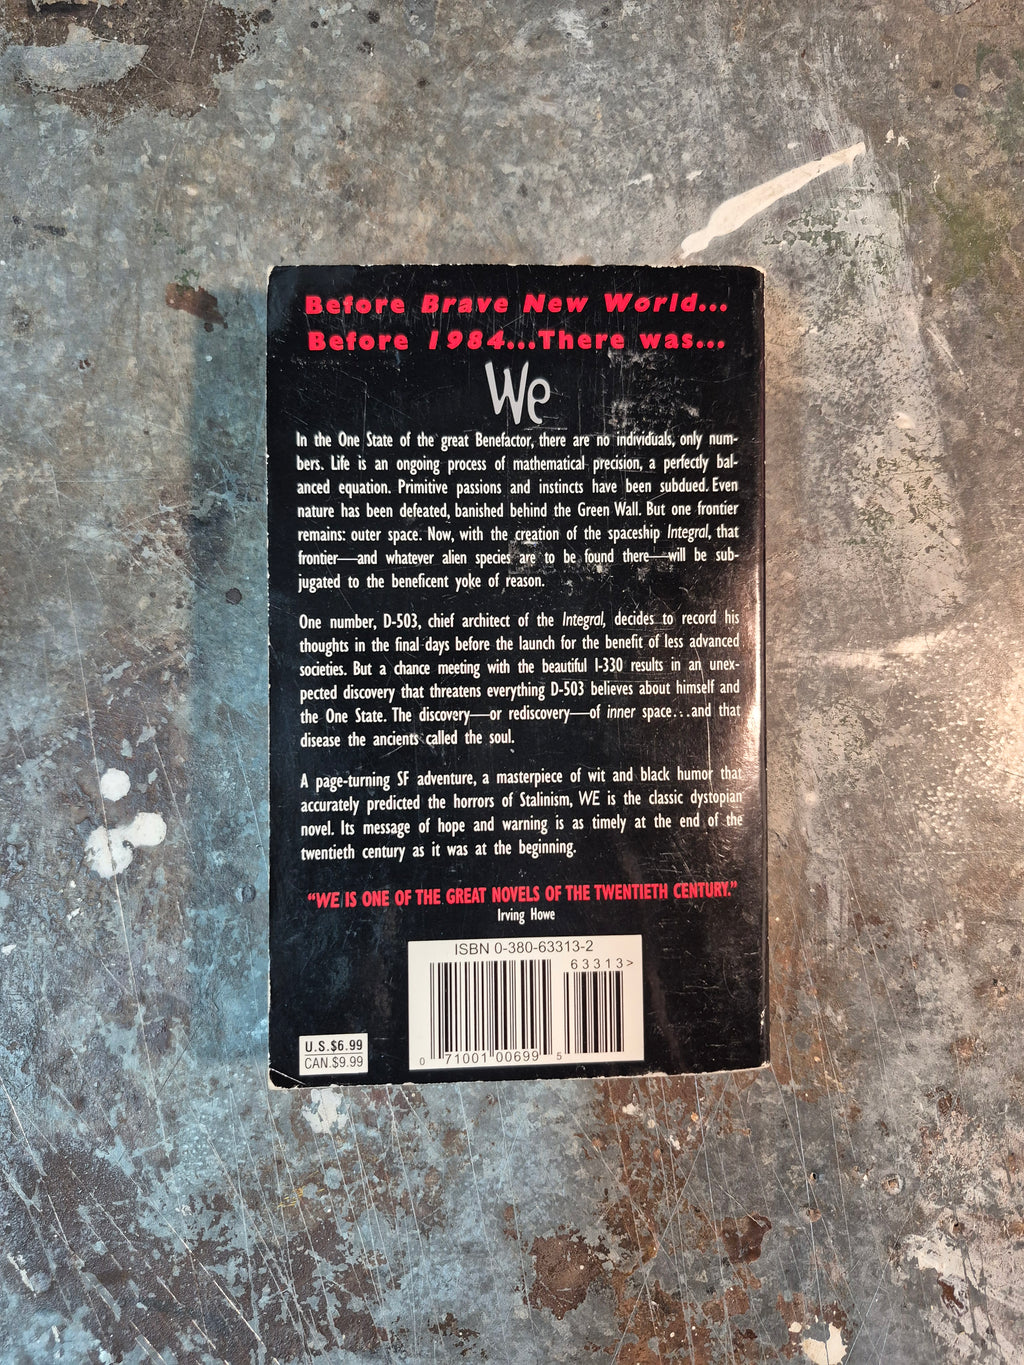 Before Brave New World...
Before 1984...There was...
We
In the One State of the great Benefactor, there are no individuals, only num-
bers. Life is an ongoing process of mathematical precision, a perfectly bal-
anced equation. Primitive passions and instincts have been subdued. Even
nature has been defeated, banished behind the Green Wall. But one frontier
remains: outer space. Now, with the creation of the spaceship Integral, that
frontier—and whatever alien species are to be found there—will be sub-
jugated to the beneficent yoke of reason.
One number, D-503, chief architect of the Integral, decides to record his
thoughts in the final days before the launch for the benefit of less advanced
societies. But a chance meeting with the beautiful I-330 results in an unex-
pected discovery that threatens everything D-503 believes about himself and
the One State. The discovery—or rediscovery—of inner space...and that
disease the ancients called the soul.
A page-turning SF adventure, a masterpiece of wit and black humor that
accurately predicted the horrors of Stalinism, WE is the classic dystopian
novel. Its message of hope and warning is as timely at the end of the
twentieth century as it was at the beginning.
"WE IS ONE OF THE GREAT NOVELS OF THE TWENTIETH CENTURY."
Irving Howe
ISBN 0-380-63313-2
63313>
0 71001 00699 5
U.S.$6.99
CAN.$9.99